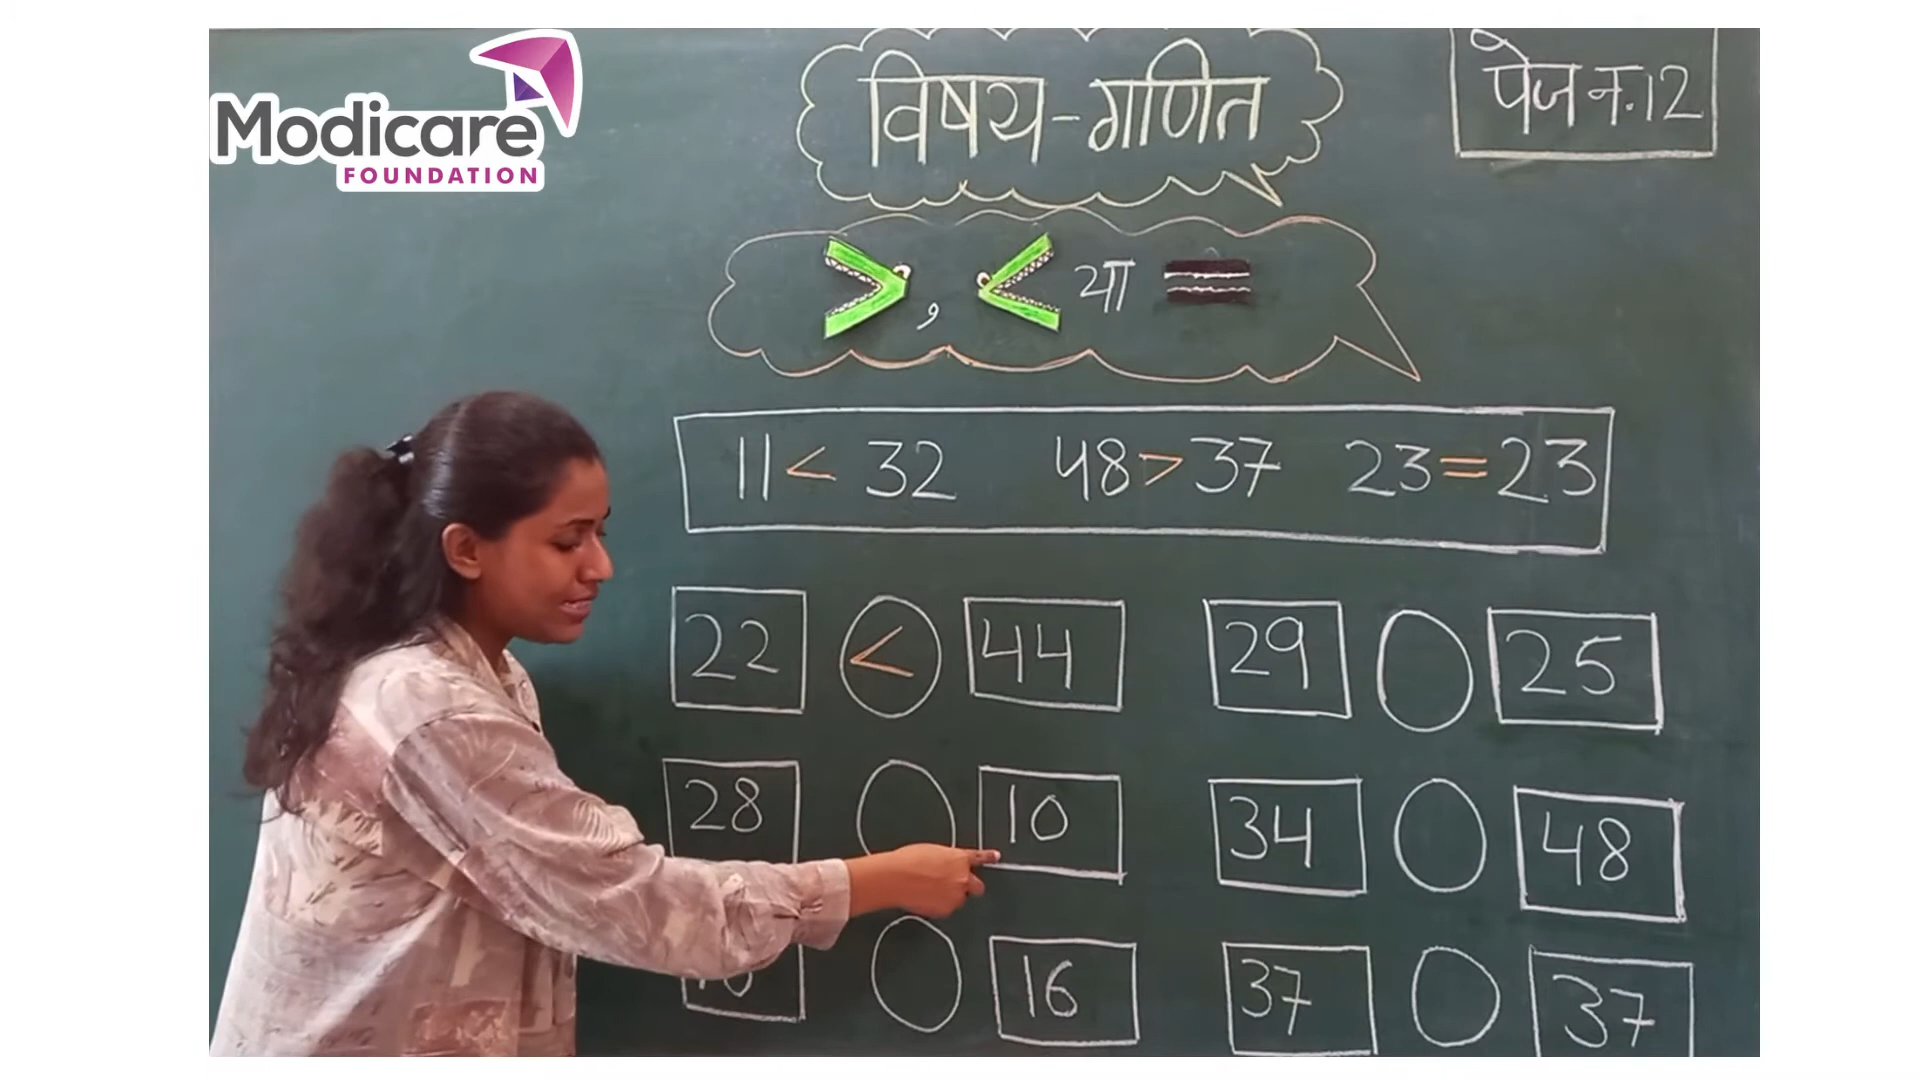 Modicare
FOUNDATION
विषय-गणित
पेज न.12
>, < या =
11 < 32 48 > 37 23 = 23
22 < 44 29 25
28 10 34 48
16 37 37